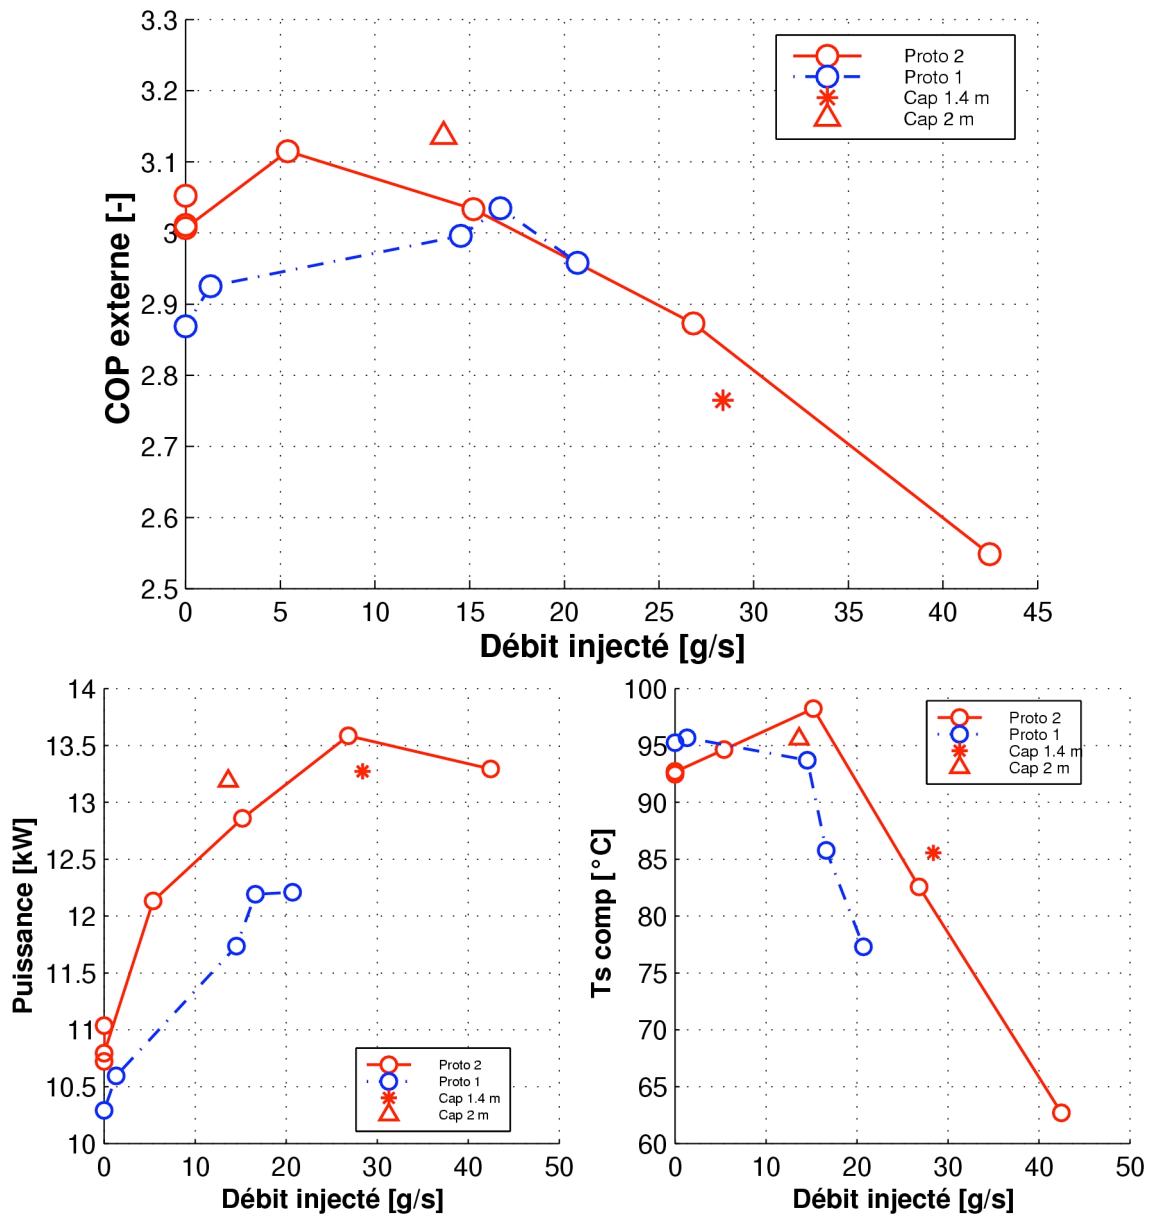 COP externe [-]
3.3
3.2
3.1
3
2.9
2.8
2.7
2.6
2.5
Proto 2
Proto 1
Cap 1.4 m
Cap 2 m
0 5 10 15 20 25 30 35 40 45
Débit injecté [g/s]
Puissance [kW]
14
13.5
13
12.5
12
11.5
11
10.5
10
Proto 2
Proto 1
Cap 1.4 m
Cap 2 m
0 10 20 30 40 50
Débit injecté [g/s]
Ts comp [°C]
100
95
90
85
80
75
70
65
60
Proto 2
Proto 1
Cap 1.4 m
Cap 2 m
0 10 20 30 40 50
Débit injecté [g/s]